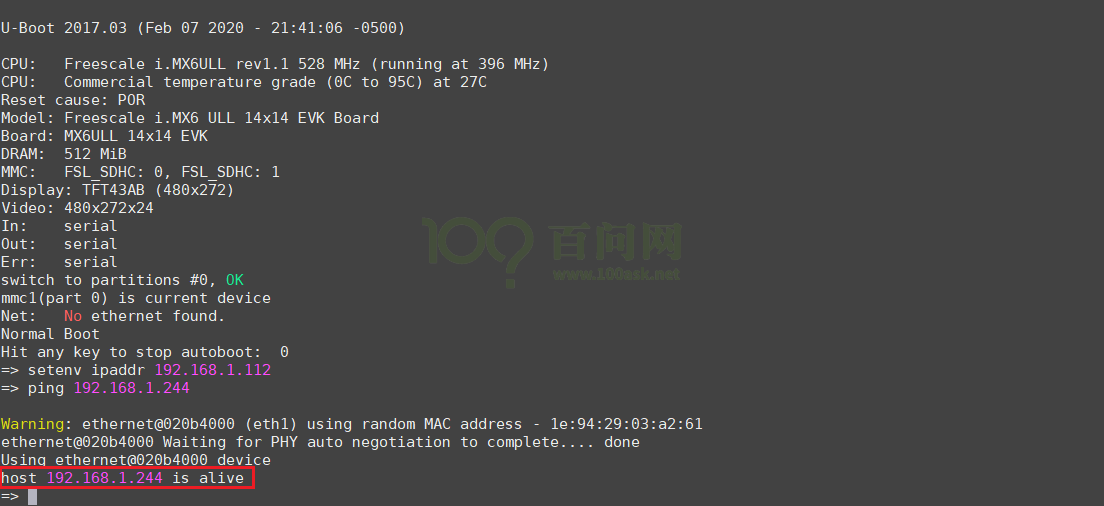 U-Boot 2017.03 (Feb 07 2020 - 21:41:06 -0500)
CPU:   Freescale i.MX6ULL rev1.1 528 MHz (running at 396 MHz)
CPU:   Commercial temperature grade (0C to 95C) at 27C
Reset cause: POR
Model: Freescale i.MX6 ULL 14x14 EVK Board
Board: MX6ULL 14x14 EVK
DRAM:  512 MiB
MMC:   FSL_SDHC: 0, FSL_SDHC: 1
Display: TFT43AB (480x272)
Video: 480x272x24
In:    serial
Out:   serial
Err:   serial
switch to partitions #0, OK
mmc1(part 0) is current device
Net:   No ethernet found.
Normal Boot
Hit any key to stop autoboot:  0
=> setenv ipaddr 192.168.1.112
=> ping 192.168.1.244
Warning: ethernet@020b4000 (eth1) using random MAC address - 1e:94:29:03:a2:61
ethernet@020b4000 Waiting for PHY auto negotiation to complete.... done
Using ethernet@020b4000 device
host 192.168.1.244 is alive
=>
100 百问网
www.100ask.net